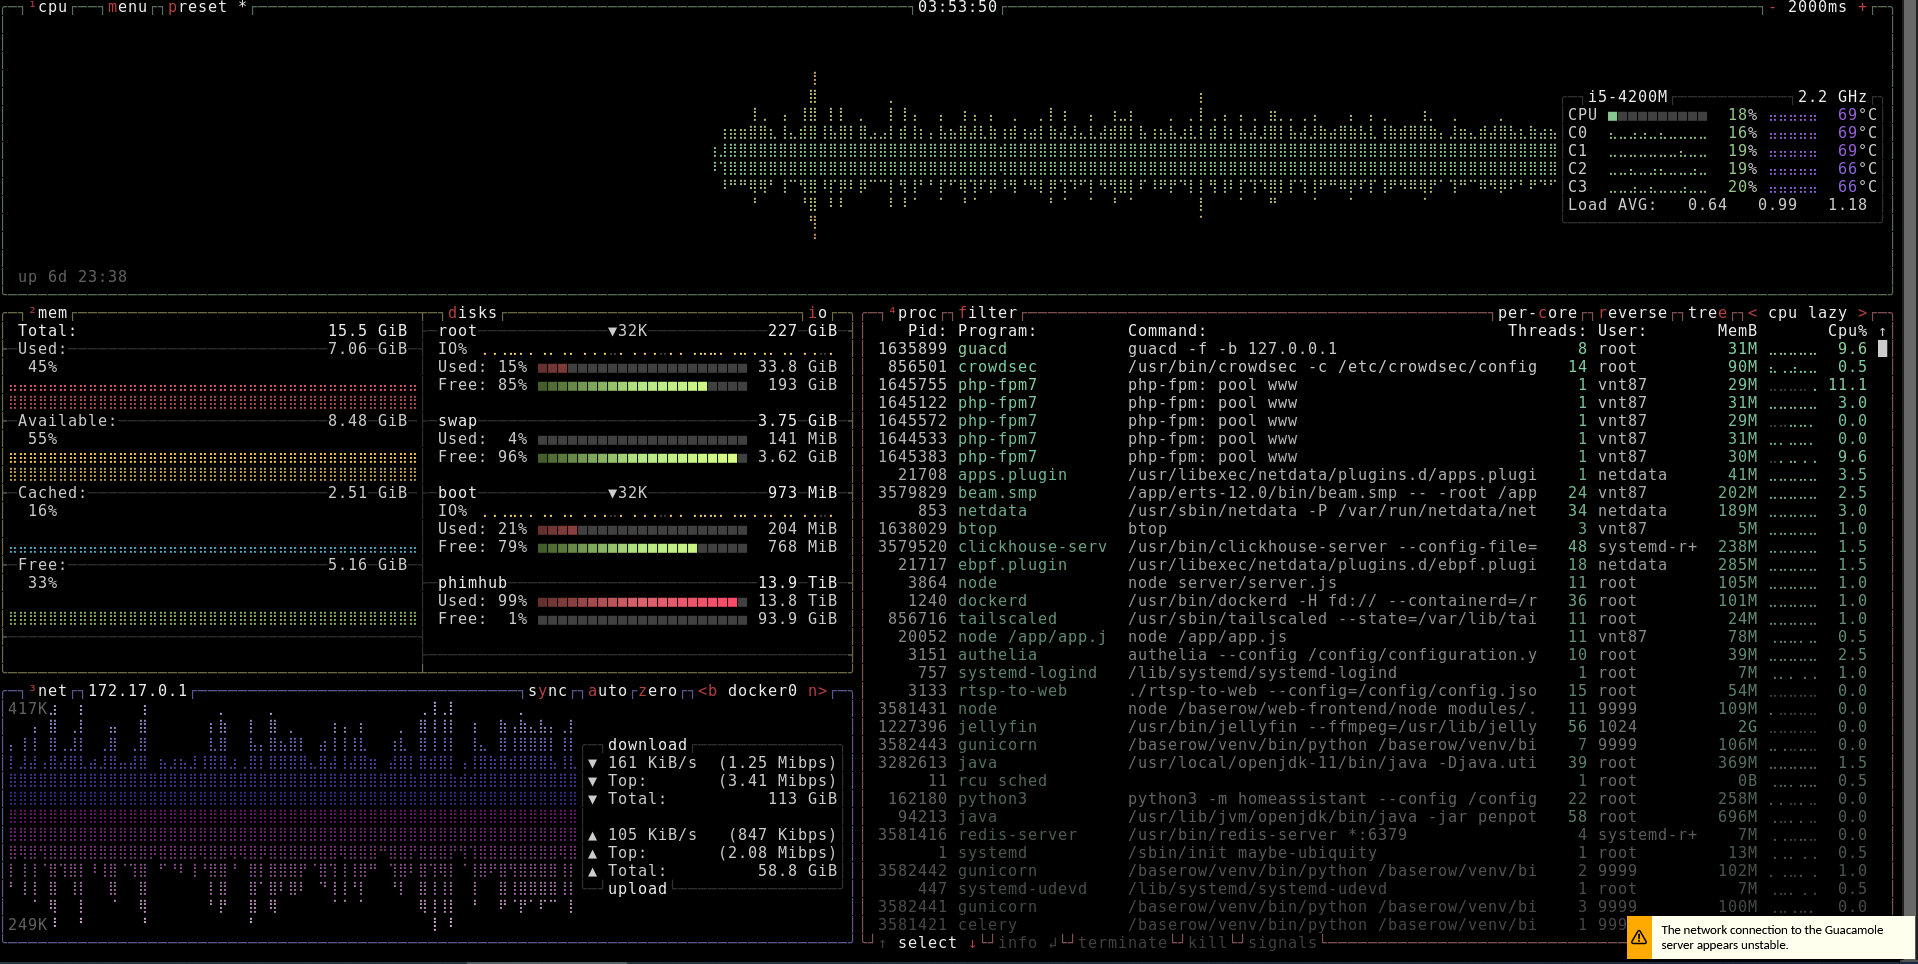 ¹cpu menu preset * 03:53:50 - 2000ms +
i5-4200M 2.2 GHz
CPU 18% 69°C
C0 16% 69°C
C1 19% 69°C
C2 19% 66°C
C3 20% 66°C
Load AVG: 0.64 0.99 1.18
up 6d 23:38
²mem
Total: 15.5 GiB
Used: 7.06 GiB
45%
Available: 8.48 GiB
55%
Cached: 2.51 GiB
16%
Free: 5.16 GiB
33%
disks io
root ▼32K 227 GiB
IO%
Used: 15% 33.8 GiB
Free: 85% 193 GiB
swap 3.75 GiB
Used: 4% 141 MiB
Free: 96% 3.62 GiB
boot ▼32K 973 MiB
IO%
Used: 21% 204 MiB
Free: 79% 768 MiB
phimhub 13.9 TiB
Used: 99% 13.8 TiB
Free: 1% 93.9 GiB
³net 172.17.0.1 sync auto zero <b docker0 n>
417K
249K
download
▼ 161 KiB/s (1.25 Mibps)
▼ Top: (3.41 Mibps)
▼ Total: 113 GiB
▲ 105 KiB/s (847 Kibps)
▲ Top: (2.08 Mibps)
▲ Total: 58.8 GiB
upload
⁴proc filter per-core reverse tree < cpu lazy >
Pid: Program: Command: Threads: User: MemB Cpu% ↑
1635899 guacd guacd -f -b 127.0.0.1 8 root 31M 9.6
856501 crowdsec /usr/bin/crowdsec -c /etc/crowdsec/config 14 root 90M 0.5
1645755 php-fpm7 php-fpm: pool www 1 vnt87 29M 11.1
1645122 php-fpm7 php-fpm: pool www 1 vnt87 31M 3.0
1645572 php-fpm7 php-fpm: pool www 1 vnt87 29M 0.0
1644533 php-fpm7 php-fpm: pool www 1 vnt87 31M 0.0
1645383 php-fpm7 php-fpm: pool www 1 vnt87 30M 9.6
21708 apps.plugin /usr/libexec/netdata/plugins.d/apps.plugi 1 netdata 41M 3.5
3579829 beam.smp /app/erts-12.0/bin/beam.smp -- -root /app 24 vnt87 202M 2.5
853 netdata /usr/sbin/netdata -P /var/run/netdata/net 34 netdata 189M 3.0
1638029 btop btop 3 vnt87 5M 1.0
3579520 clickhouse-serv /usr/bin/clickhouse-server --config-file= 48 systemd-r+ 238M 1.5
21717 ebpf.plugin /usr/libexec/netdata/plugins.d/ebpf.plugi 18 netdata 285M 1.5
3864 node node server/server.js 11 root 105M 1.0
1240 dockerd /usr/bin/dockerd -H fd:// --containerd=/r 36 root 101M 1.0
856716 tailscaled /usr/sbin/tailscaled --state=/var/lib/tai 11 root 24M 1.0
20052 node /app/app.j node /app/app.js 11 vnt87 78M 0.5
3151 authelia authelia --config /config/configuration.y 10 root 39M 2.5
757 systemd-logind /lib/systemd/systemd-logind 1 root 7M 1.0
3133 rtsp-to-web ./rtsp-to-web --config=/config/config.jso 15 root 54M 0.0
3581431 node node /baserow/web-frontend/node_modules/. 11 9999 109M 0.0
1227396 jellyfin /usr/bin/jellyfin --ffmpeg=/usr/lib/jelly 56 1024 2G 0.0
3582443 gunicorn /baserow/venv/bin/python /baserow/venv/bi 7 9999 106M 0.0
3282613 java /usr/local/openjdk-11/bin/java -Djava.uti 39 root 369M 1.5
11 rcu_sched 1 root 0B 0.5
162180 python3 python3 -m homeassistant --config /config 22 root 258M 0.0
94213 java /usr/lib/jvm/openjdk/bin/java -jar penpot 58 root 696M 0.0
3581416 redis-server /usr/bin/redis-server *:6379 4 systemd-r+ 7M 0.0
1 systemd /sbin/init maybe-ubiquity 1 root 13M 0.5
3582442 gunicorn /baserow/venv/bin/python /baserow/venv/bi 2 9999 102M 1.0
447 systemd-udevd /lib/systemd/systemd-udevd 1 root 7M 0.5
3582441 gunicorn /baserow/venv/bin/python /baserow/venv/bi 3 9999 100M 0.0
3581421 celery /baserow/venv/bin/python /baserow/venv/bi 1
↑ select ↓ info ↲ terminate kill signals
The network connection to the Guacamole
server appears unstable.